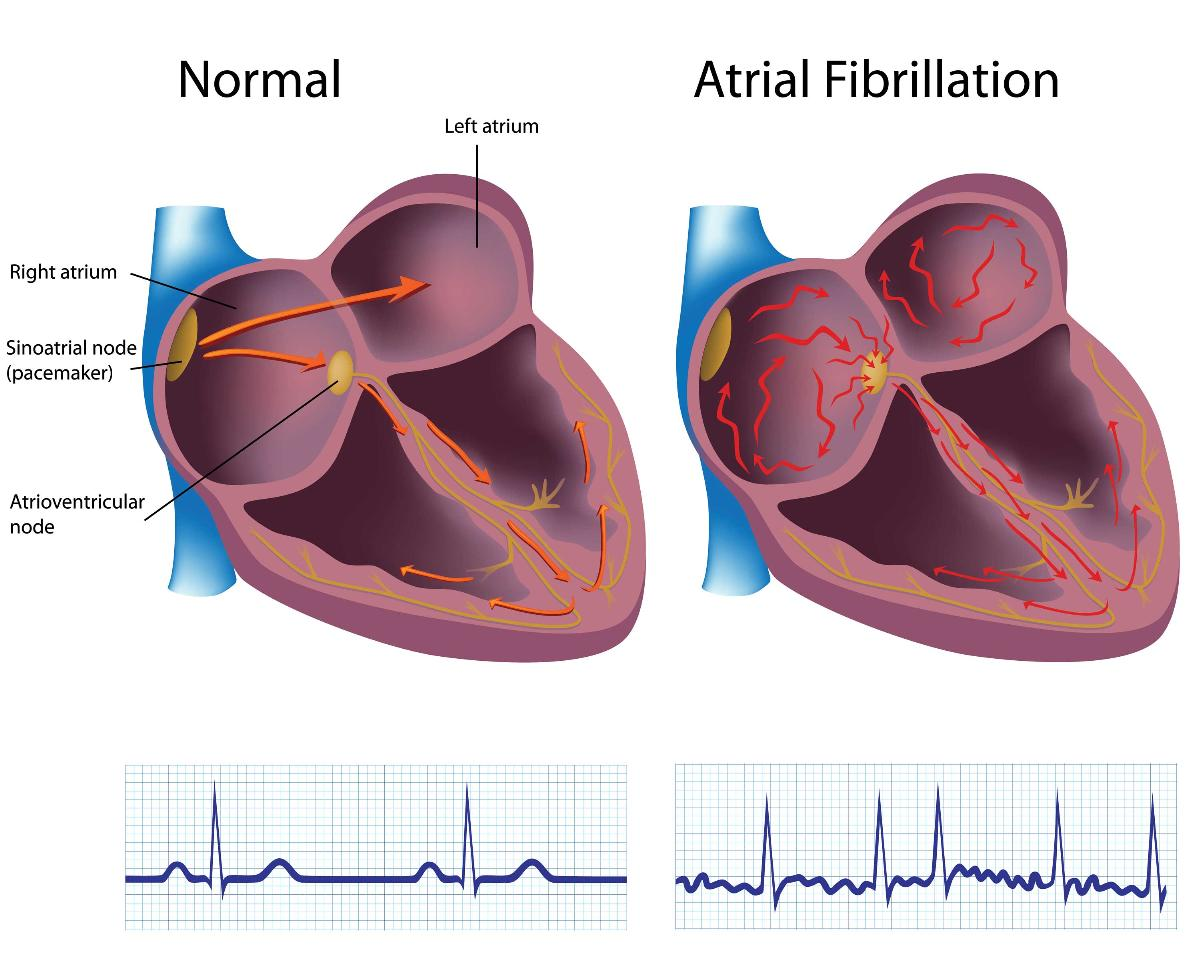 Normal
Atrial Fibrillation
Left atrium
Right atrium
Sinoatrial node
(pacemaker)
Atrioventricular
node